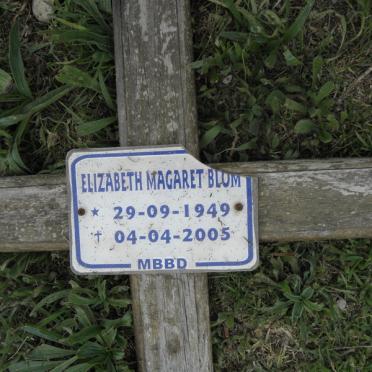 ELIZABETH MAGARET BLOM
* 29-09-1949
† 04-04-2005
MBBD